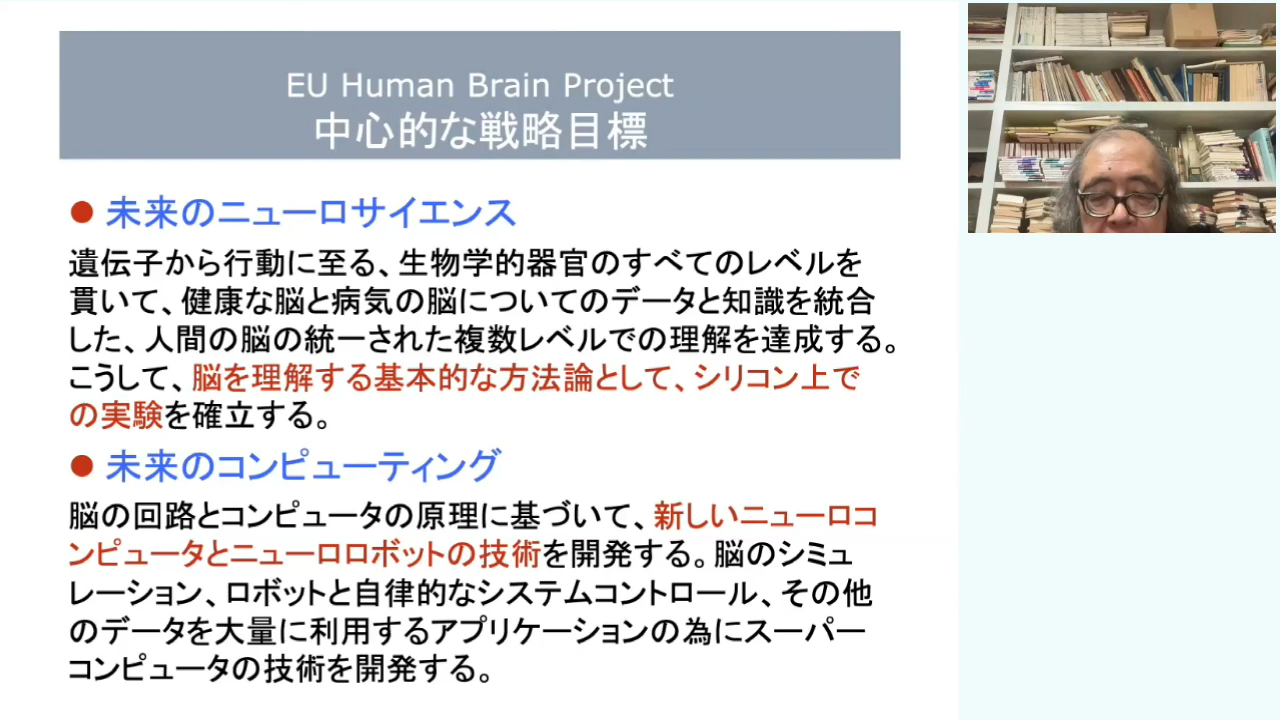 EU Human Brain Project
中心的な戦略目標
● 未来のニューロサイエンス
遺伝子から行動に至る、生物学的器官のすべてのレベルを
貫いて、健康な脳と病気の脳についてのデータと知識を統合
した、人間の脳の統一された複数レベルでの理解を達成する。
こうして、脳を理解する基本的な方法論として、シリコン上で
の実験を確立する。
● 未来のコンピューティング
脳の回路とコンピュータの原理に基づいて、新しいニューロコ
ンピュータとニューロロボットの技術を開発する。脳のシミュ
レーション、ロボットと自律的なシステムコントロール、その他
のデータを大量に利用するアプリケーションの為にスーパー
コンピュータの技術を開発する。